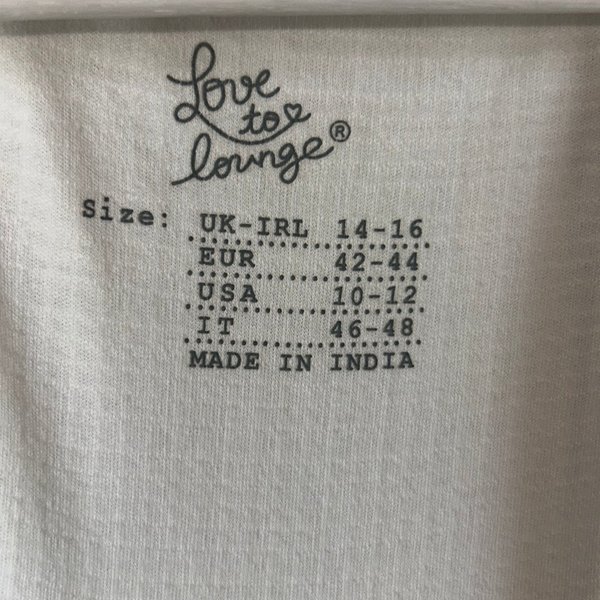 Love
to
lounge®
Size: UK-IRL 14-16
EUR 42-44
USA 10-12
IT 46-48
MADE IN INDIA